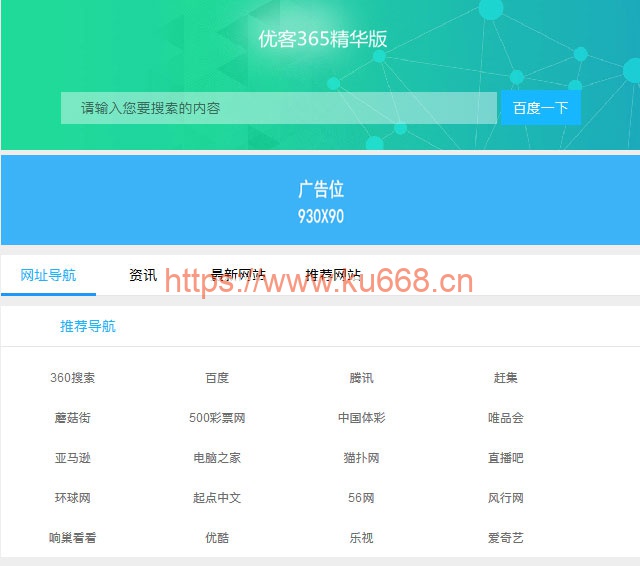 优客365精华版
请输入您要搜索的内容 百度一下
广告位
930X90
网址导航 资讯 最新网站 推荐网站
https://www.ku668.cn
推荐导航
360搜索 百度 腾讯 赶集
蘑菇街 500彩票网 中国体彩 唯品会
亚马逊 电脑之家 猫扑网 直播吧
环球网 起点中文 56网 风行网
响巢看看 优酷 乐视 爱奇艺